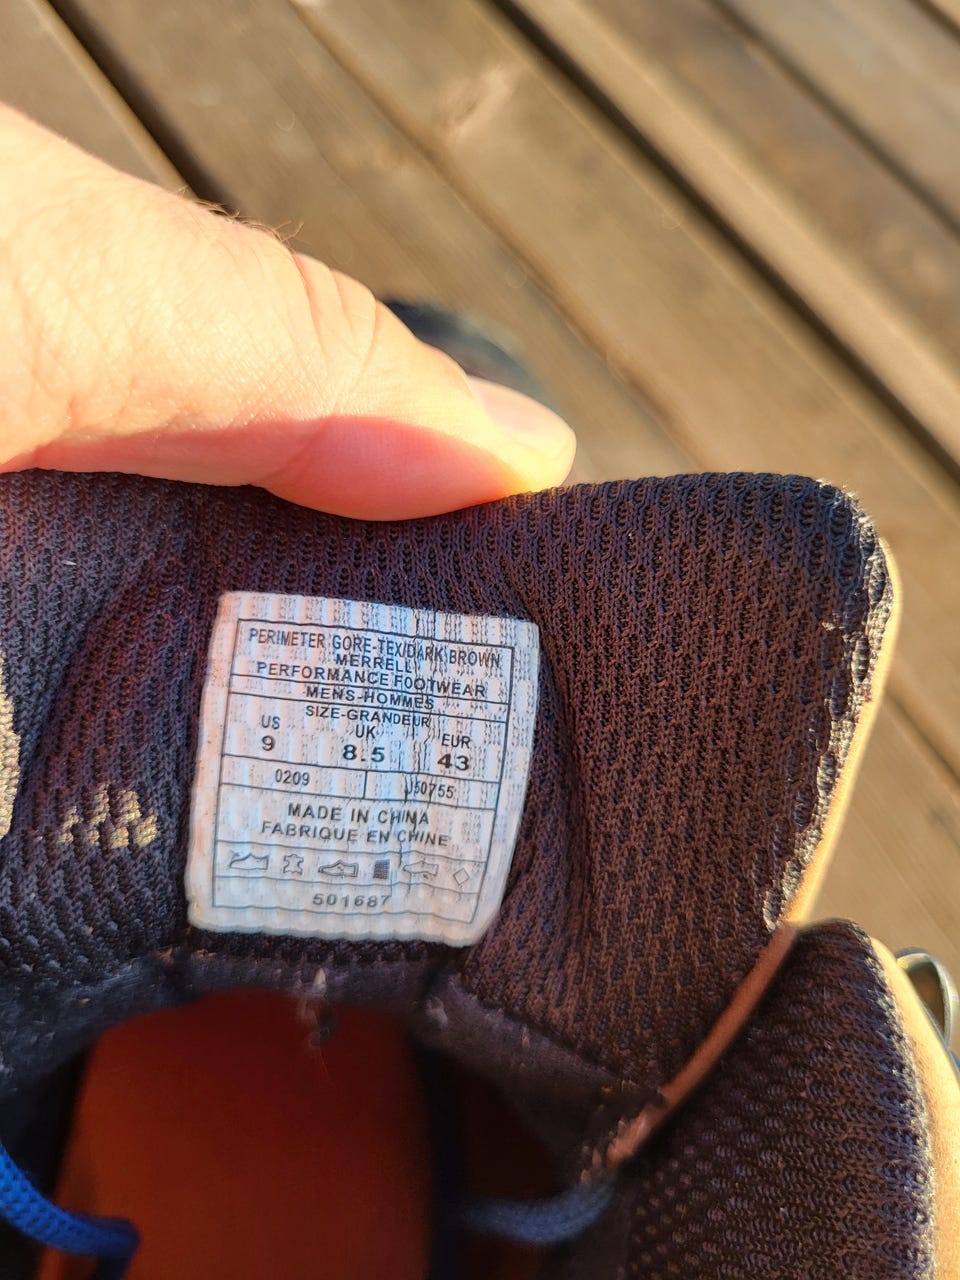 PERIMETER GORE-TEX/DARK BROWN
MERRELL
PERFORMANCE FOOTWEAR
MENS-HOMMES
SIZE-GRANDEUR
US UK EUR
9 8.5 43
0209 J50755
MADE IN CHINA
FABRIQUE EN CHINE
501687